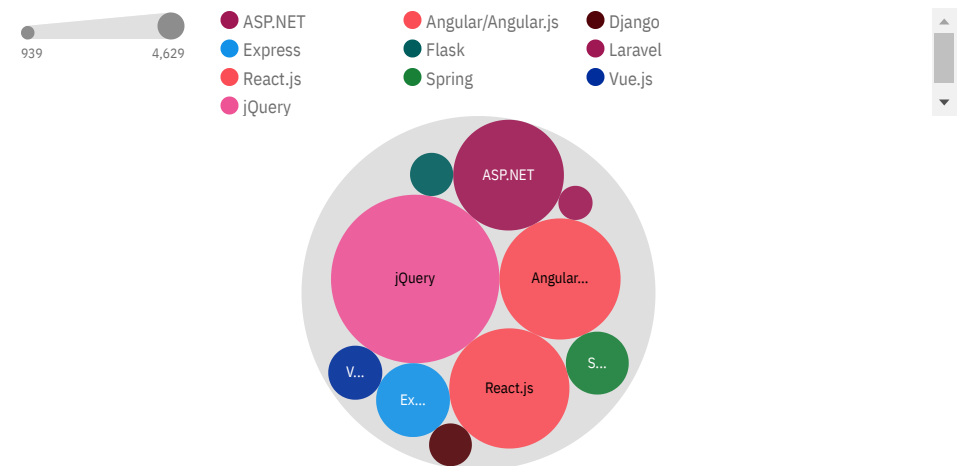 939 4,629
ASP.NET Angular/Angular.js Django
Express Flask Laravel
React.js Spring Vue.js
jQuery
ASP.NET
jQuery
Angular...
S...
V...
React.js
Ex...